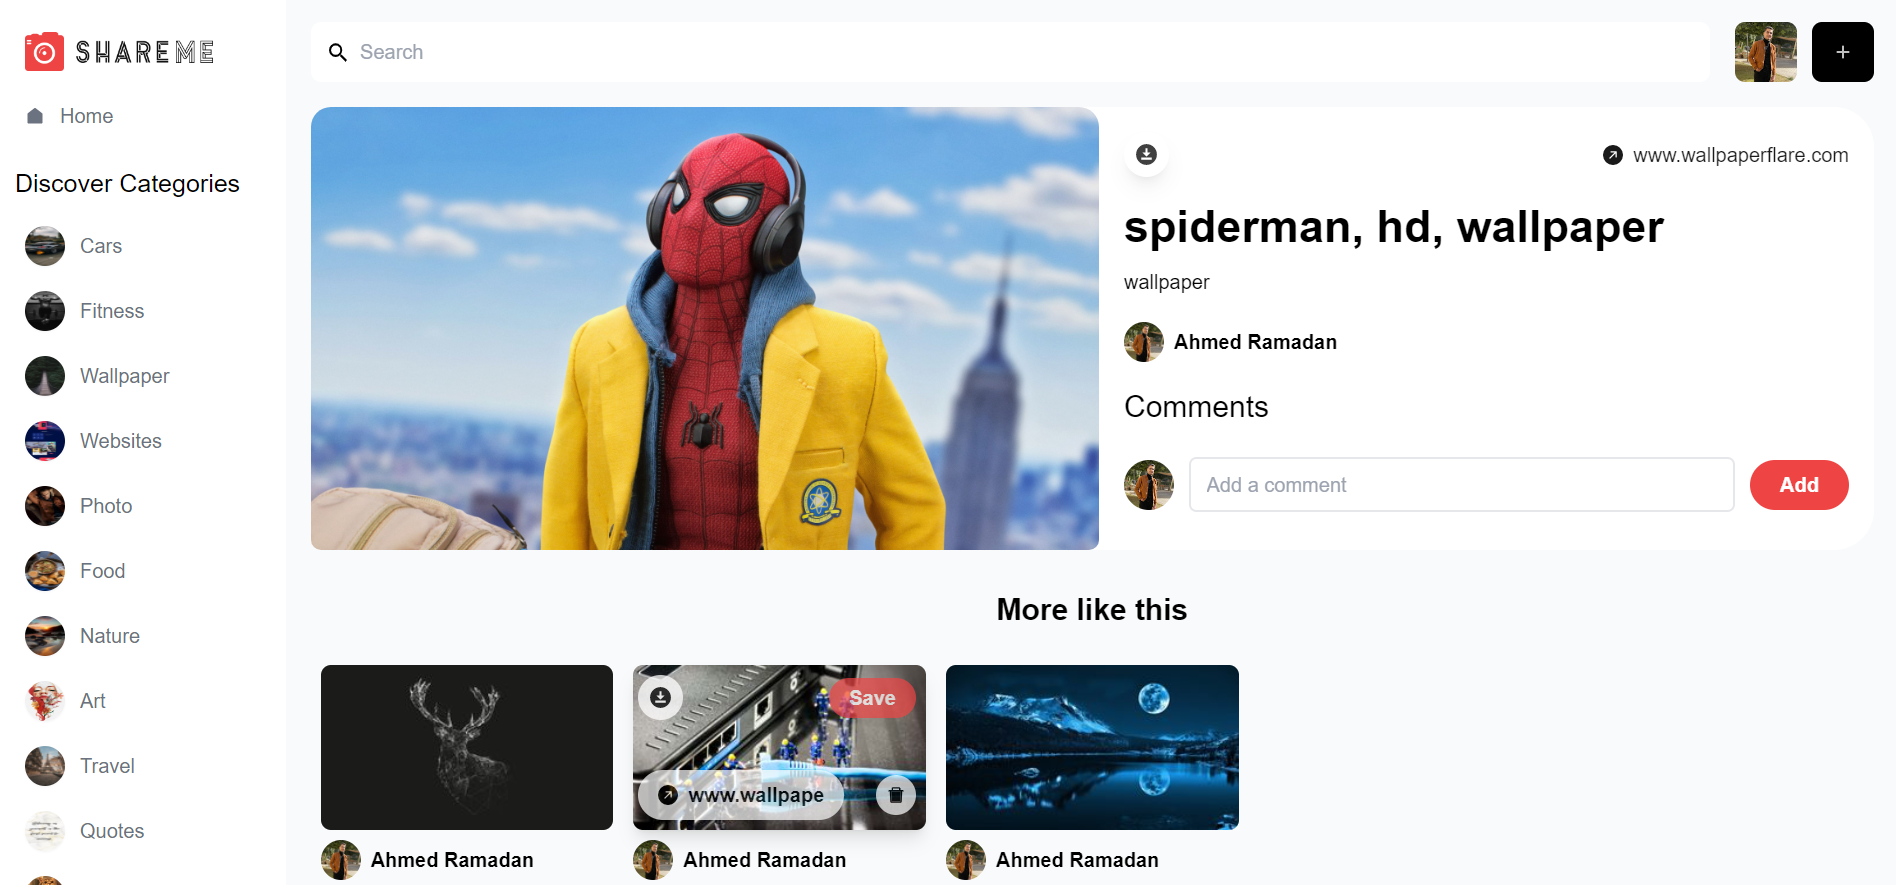 SHAREME
Search
Home
Discover Categories
Cars
Fitness
Wallpaper
Websites
Photo
Food
Nature
Art
Travel
Quotes
www.wallpaperflare.com
spiderman, hd, wallpaper
wallpaper
Ahmed Ramadan
Comments
Add a comment
Add
More like this
Save
www.wallpape
Ahmed Ramadan
Ahmed Ramadan
Ahmed Ramadan